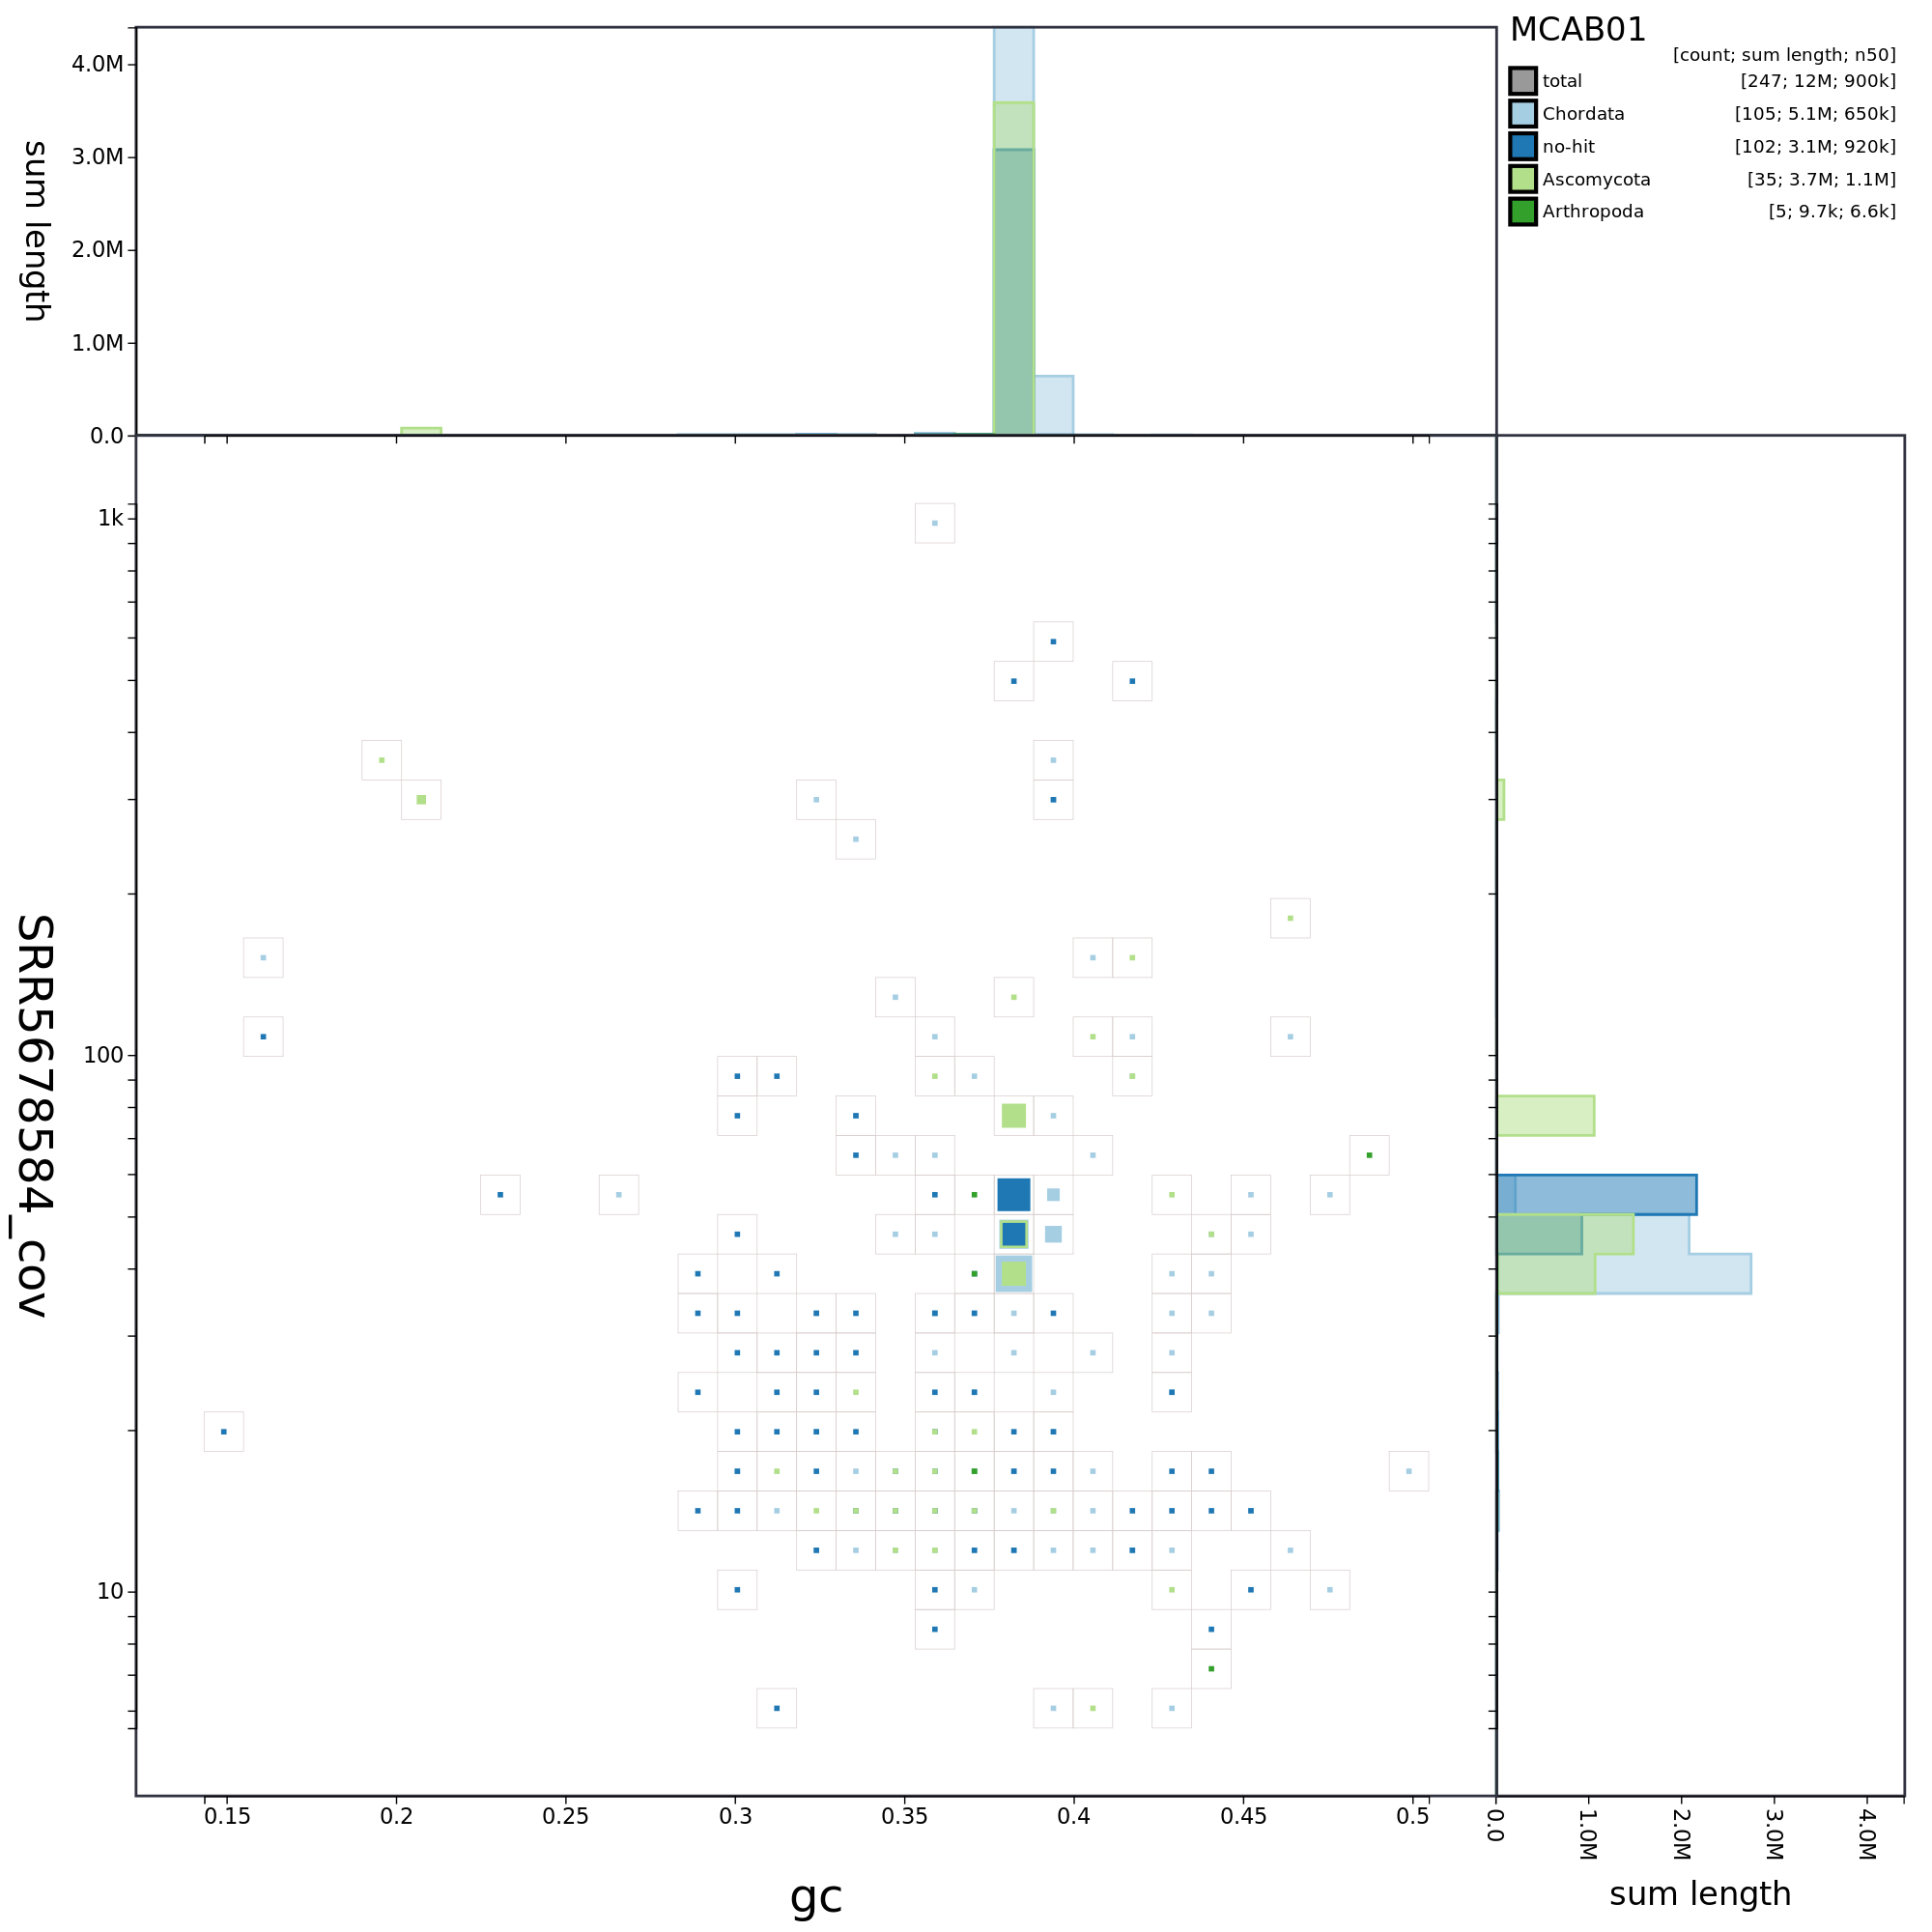 MCAB01
[count; sum length; n50]
total [247; 12M; 900k]
Chordata [105; 5.1M; 650k]
no-hit [102; 3.1M; 920k]
Ascomycota [35; 3.7M; 1.1M]
Arthropoda [5; 9.7k; 6.6k]
sum length
4.0M
3.0M
2.0M
1.0M
0.0
SRR5678584_cov
1k
100
10
0.15 0.2 0.25 0.3 0.35 0.4 0.45 0.5
gc
0.0 1.0M 2.0M 3.0M 4.0M
sum length